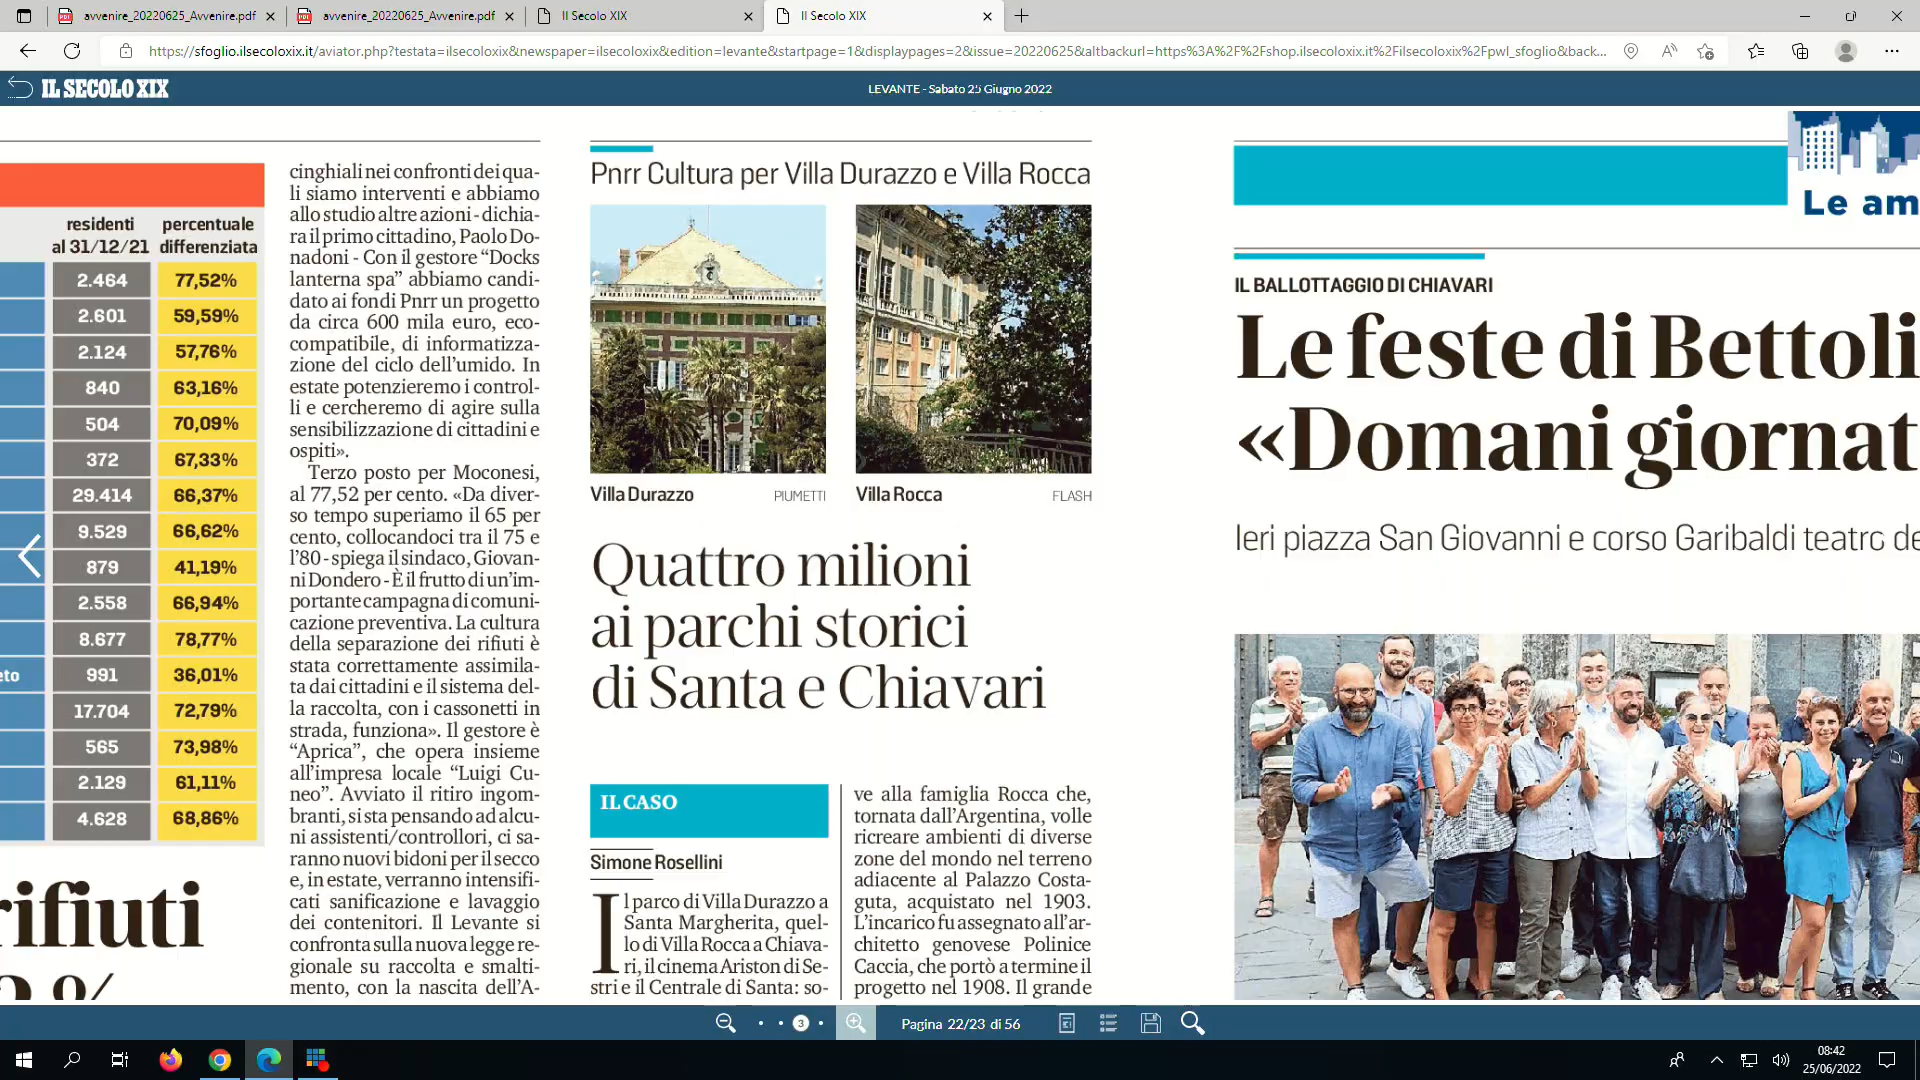 avvenire_20220625_Avvenire.pdf
avvenire_20220625_Avvenire.pdf
Il Secolo XIX
Il Secolo XIX
https://sfoglio.ilsecoloxix.it/aviator.php?testata=ilsecoloxix&newspaper=ilsecoloxix&edition=levante&startpage=1&displaypages=2&issue=20220625&altbackurl=https%3A%2F%2Fshop.ilsecoloxix.it%2Filsecoloxix%2Fpwl_sfoglio&back...
IL SECOLO XIX
LEVANTE - Sabato 25 Giugno 2022
residenti percentuale
al 31/12/21 differenziata
2.464 77,52%
2.601 59,59%
2.124 57,76%
840 63,16%
504 70,09%
372 67,33%
29.414 66,37%
9.529 66,62%
879 41,19%
2.558 66,94%
8.677 78,77%
eto 991 36,01%
17.704 72,79%
565 73,98%
2.129 61,11%
4.628 68,86%
rifiuti
cinghiali nei confronti dei qua-
li siamo interventi e abbiamo
allo studio altre azioni - dichia-
ra il primo cittadino, Paolo Do-
nadoni - Con il gestore “Docks
lanterna spa” abbiamo candi-
dato ai fondi Pnrr un progetto
da circa 600 mila euro, eco-
compatibile, di informatizza-
zione del ciclo dell’umido. In
estate potenzieremo i control-
li e cercheremo di agire sulla
sensibilizzazione di cittadini e
ospiti».
Terzo posto per Moconesi,
al 77,52 per cento. «Da diver-
so tempo superiamo il 65 per
cento, collocandoci tra il 75 e
l’80 - spiega il sindaco, Giovan-
ni Dondero - È il frutto di un’im-
portante campagna di comuni-
cazione preventiva. La cultura
della separazione dei rifiuti è
stata correttamente assimila-
ta dai cittadini e il sistema del-
la raccolta, con i cassonetti in
strada, funziona». Il gestore è
“Aprica”, che opera insieme
all’impresa locale “Luigi Cu-
neo”. Avviato il ritiro ingom-
branti, si sta pensando ad alcu-
ni assistenti/controllori, ci sa-
ranno nuovi bidoni per il secco
e, in estate, verranno intensifi-
cati sanificazione e lavaggio
dei contenitori. Il Levante si
confronta sulla nuova legge re-
gionale su raccolta e smalti-
mento, con la nascita dell’A-
Pnrr Cultura per Villa Durazzo e Villa Rocca
Villa Durazzo PIUMETTI
Villa Rocca FLASH
Quattro milioni
ai parchi storici
di Santa e Chiavari
IL CASO
Simone Rosellini
Il parco di Villa Durazzo a
Santa Margherita, quel-
lo di Villa Rocca a Chiava-
ri, il cinema Ariston di Se-
stri e il Centrale di Santa: so-
ve alla famiglia Rocca che,
tornata dall’Argentina, volle
ricreare ambienti di diverse
zone del mondo nel terreno
adiacente al Palazzo Costa-
guta, acquistato nel 1903.
L’incarico fu assegnato all’ar-
chitetto genovese Polinice
Caccia, che portò a termine il
progetto nel 1908. Il grande
Le am
IL BALLOTTAGGIO DI CHIAVARI
Le feste di Bettoli
«Domani giornat
Ieri piazza San Giovanni e corso Garibaldi teatro de
3
Pagina 22/23 di 56
08:42
25/06/2022